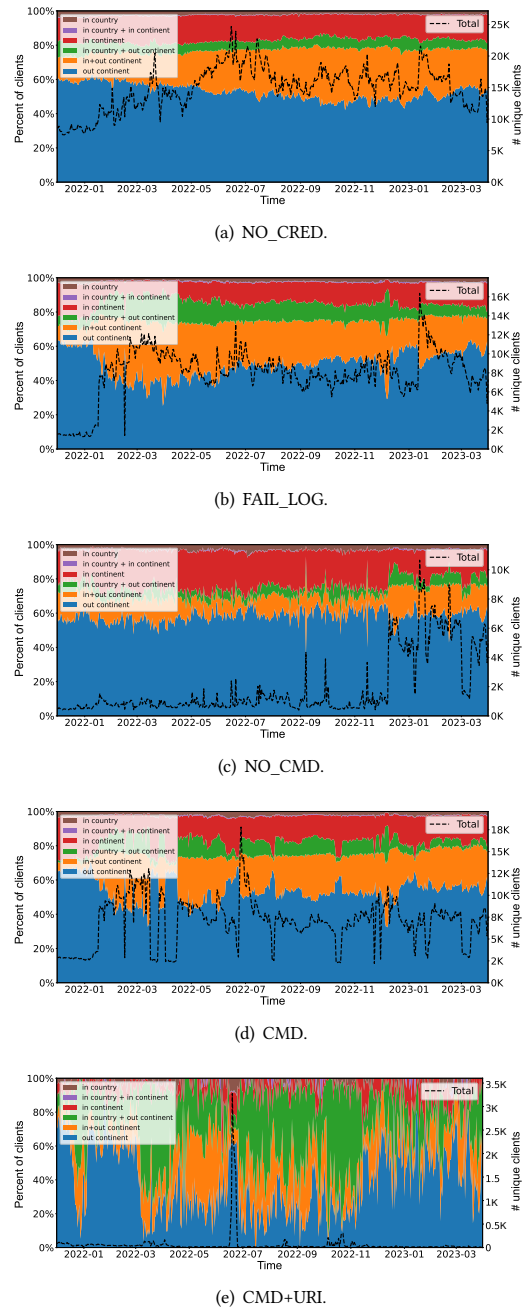 100%
80%
60%
40%
20%
0%
Percent of clients
in country
in country + in continent
in continent
in country + out continent
in+out continent
out continent
Total
25K
20K
15K
10K
5K
0K
# unique clients
2022-01 2022-03 2022-05 2022-07 2022-09 2022-11 2023-01 2023-03
Time
(a) NO_CRED.
100%
80%
60%
40%
20%
0%
Percent of clients
in country
in country + in continent
in continent
in country + out continent
in+out continent
out continent
Total
16K
14K
12K
10K
8K
6K
4K
2K
0K
# unique clients
2022-01 2022-03 2022-05 2022-07 2022-09 2022-11 2023-01 2023-03
Time
(b) FAIL_LOG.
100%
80%
60%
40%
20%
0%
Percent of clients
in country
in country + in continent
in continent
in country + out continent
in+out continent
out continent
Total
10K
8K
6K
4K
2K
0K
# unique clients
2022-01 2022-03 2022-05 2022-07 2022-09 2022-11 2023-01 2023-03
Time
(c) NO_CMD.
100%
80%
60%
40%
20%
0%
Percent of clients
in country
in country + in continent
in continent
in country + out continent
in+out continent
out continent
Total
18K
15K
12K
10K
8K
5K
2K
0K
# unique clients
2022-01 2022-03 2022-05 2022-07 2022-09 2022-11 2023-01 2023-03
Time
(d) CMD.
100%
80%
60%
40%
20%
0%
Percent of clients
in country
in country + in continent
in continent
in country + out continent
in+out continent
out continent
Total
3.5K
3K
2.5K
2K
1.5K
1K
0.5K
0
# unique clients
2022-01 2022-03 2022-05 2022-07 2022-09 2022-11 2023-01 2023-03
Time
(e) CMD+URI.